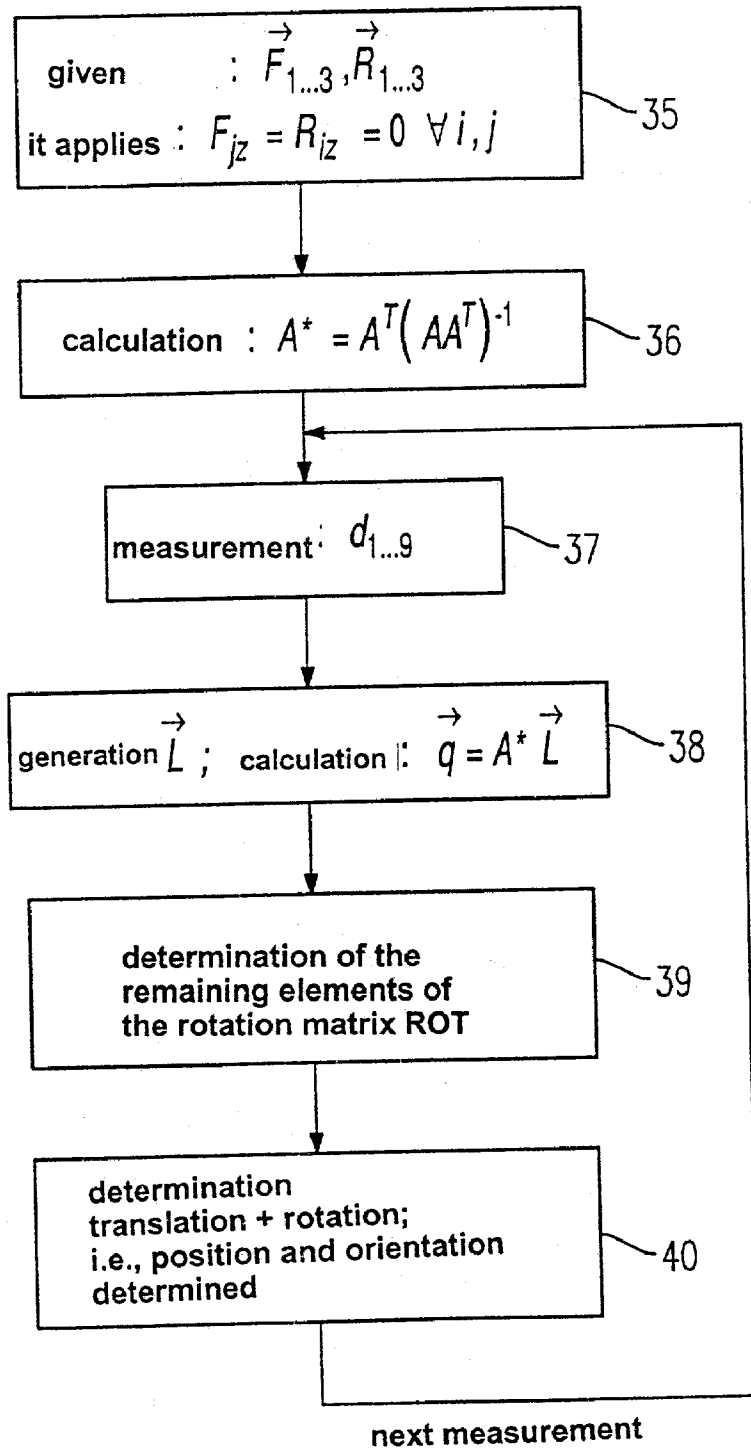 given : F⃗1...3, R⃗1...3
it applies : Fjz = Riz = 0 ∀ i, j
35
calculation : A* = Aᵀ(AAᵀ)⁻¹
36
measurement: d1...9
37
generation L⃗ ; calculation : q⃗ = A* L⃗
38
determination of the
remaining elements of
the rotation matrix ROT
39
determination
translation + rotation;
i.e., position and orientation
determined
40
next measurement